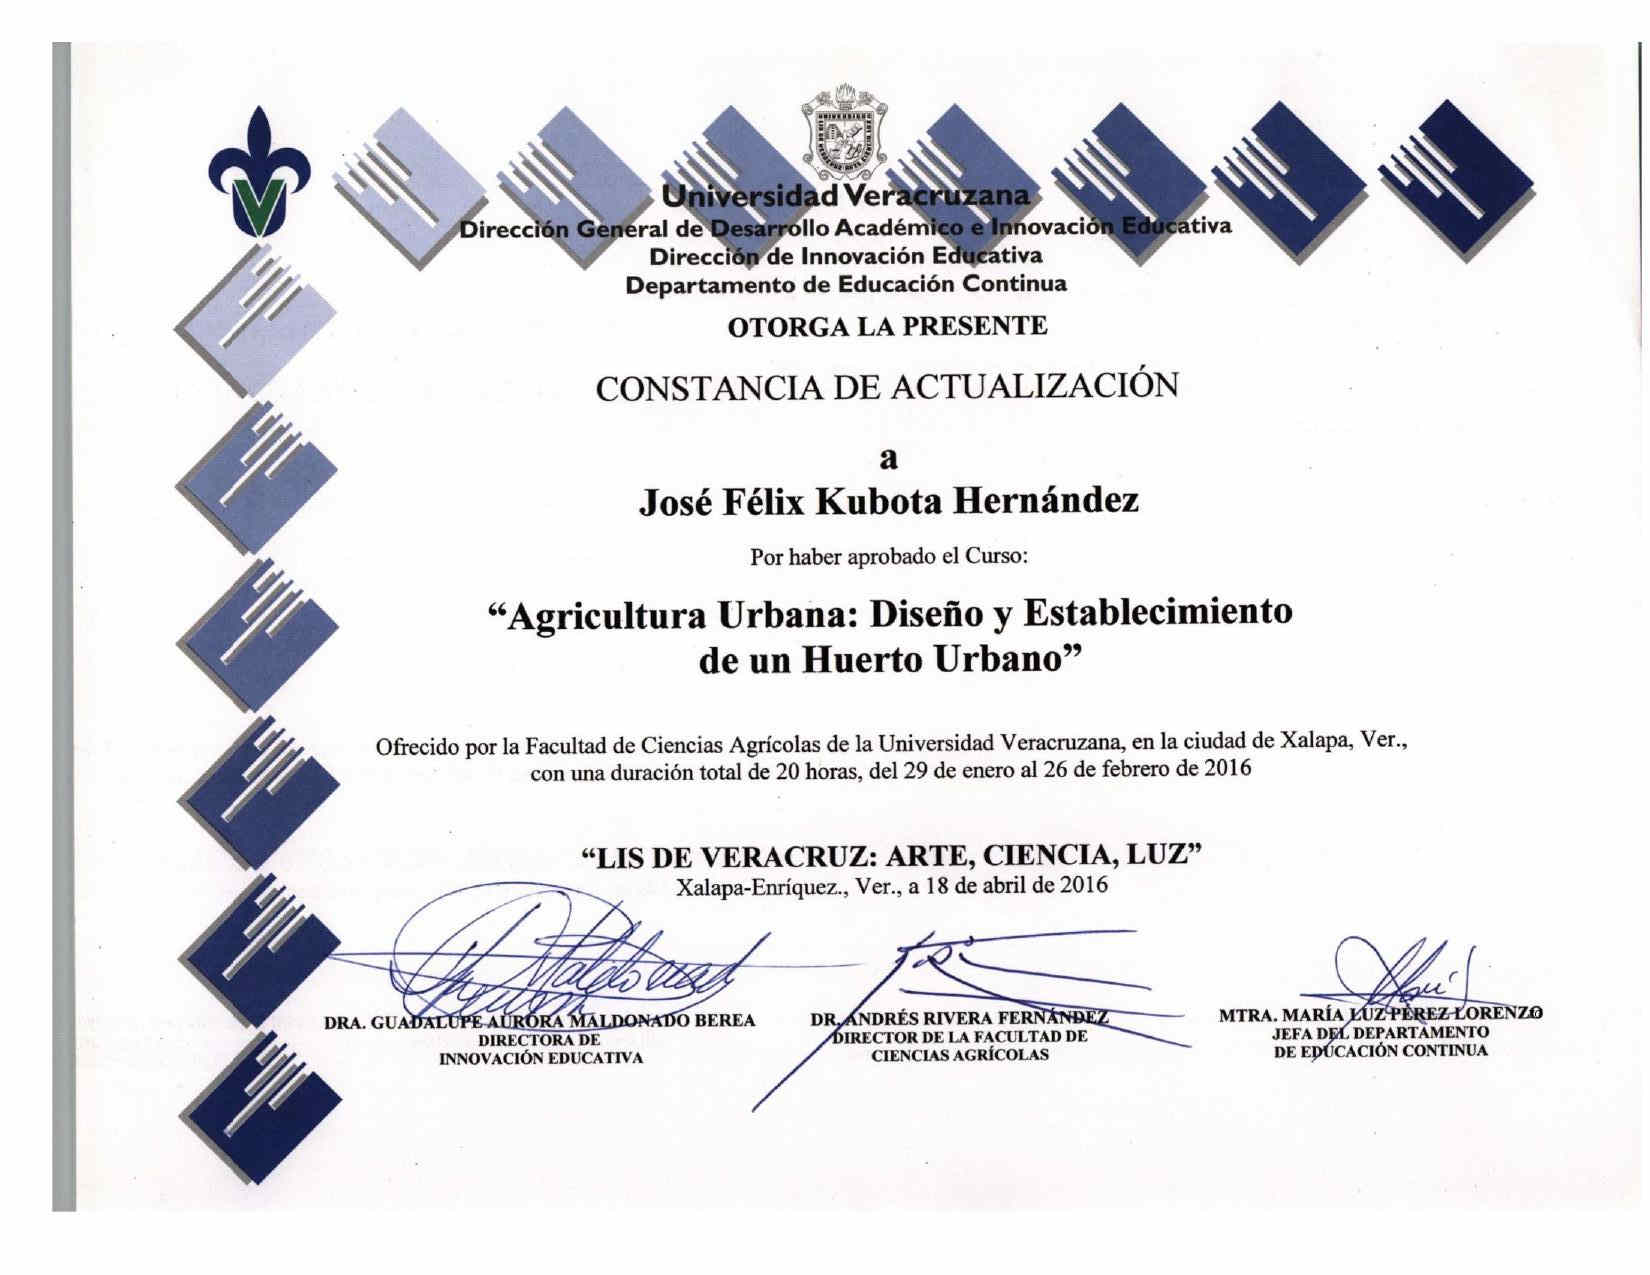 Universidad Veracruzana
Dirección General de Desarrollo Académico e Innovación Educativa
Dirección de Innovación Educativa
Departamento de Educación Continua
OTORGA LA PRESENTE
CONSTANCIA DE ACTUALIZACIÓN
a
José Félix Kubota Hernández
Por haber aprobado el Curso:
“Agricultura Urbana: Diseño y Establecimiento
de un Huerto Urbano”
Ofrecido por la Facultad de Ciencias Agrícolas de la Universidad Veracruzana, en la ciudad de Xalapa, Ver.,
con una duración total de 20 horas, del 29 de enero al 26 de febrero de 2016
“LIS DE VERACRUZ: ARTE, CIENCIA, LUZ”
Xalapa-Enríquez., Ver., a 18 de abril de 2016
DRA. GUADALUPE AURORA MALDONADO BEREA
DIRECTORA DE
INNOVACIÓN EDUCATIVA
DR. ANDRÉS RIVERA FERNÁNDEZ
DIRECTOR DE LA FACULTAD DE
CIENCIAS AGRÍCOLAS
MTRA. MARÍA LUZ PÉREZ LORENZO
JEFA DEL DEPARTAMENTO
DE EDUCACIÓN CONTINUA